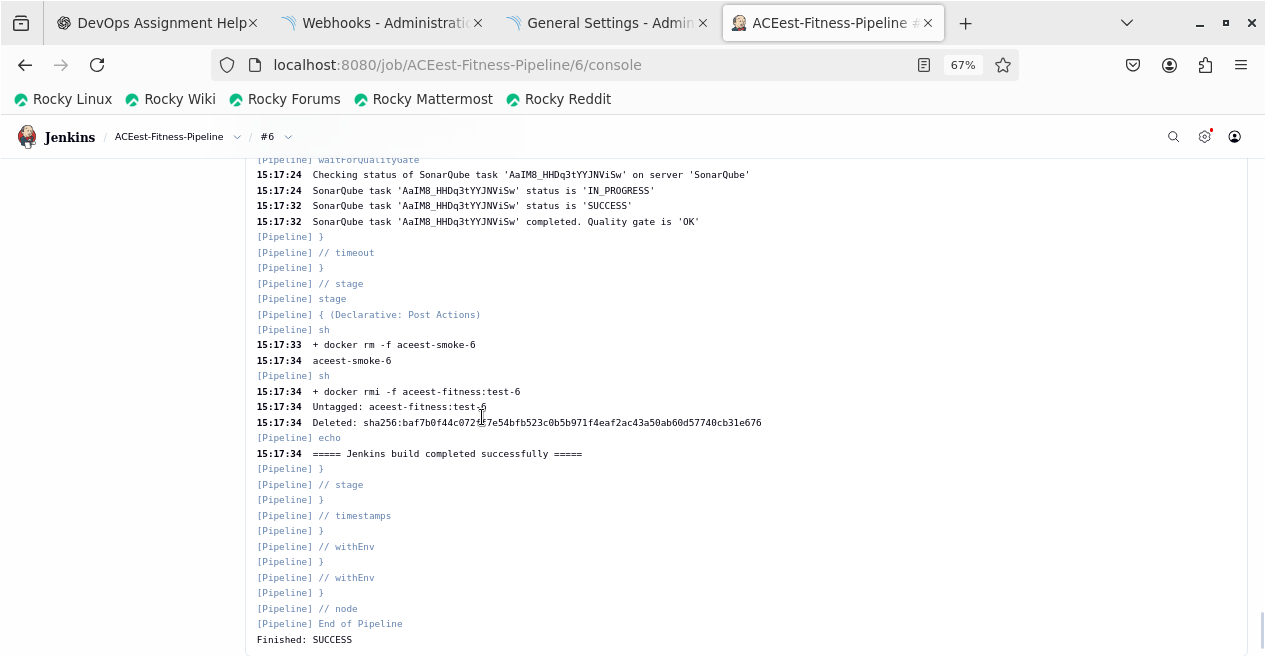 DevOps Assignment Help
Webhooks - Administrati
General Settings - Admin
ACEest-Fitness-Pipeline #
localhost:8080/job/ACEest-Fitness-Pipeline/6/console
67%
Rocky Linux
Rocky Wiki
Rocky Forums
Rocky Mattermost
Rocky Reddit
Jenkins / ACEest-Fitness-Pipeline / #6
[Pipeline] waitForQualityGate
15:17:24 Checking status of SonarQube task 'AaIM8_HHDq3tYYJNViSw' on server 'SonarQube'
15:17:24 SonarQube task 'AaIM8_HHDq3tYYJNViSw' status is 'IN_PROGRESS'
15:17:32 SonarQube task 'AaIM8_HHDq3tYYJNViSw' status is 'SUCCESS'
15:17:32 SonarQube task 'AaIM8_HHDq3tYYJNViSw' completed. Quality gate is 'OK'
[Pipeline] }
[Pipeline] // timeout
[Pipeline] }
[Pipeline] // stage
[Pipeline] stage
[Pipeline] { (Declarative: Post Actions)
[Pipeline] sh
15:17:33 + docker rm -f aceest-smoke-6
15:17:34 aceest-smoke-6
[Pipeline] sh
15:17:34 + docker rmi -f aceest-fitness:test-6
15:17:34 Untagged: aceest-fitness:test-6
15:17:34 Deleted:
[Pipeline] echo
15:17:34 ===== Jenkins build completed successfully =====
[Pipeline] }
[Pipeline] // stage
[Pipeline] }
[Pipeline] // timestamps
[Pipeline] }
[Pipeline] // withEnv
[Pipeline] }
[Pipeline] // withEnv
[Pipeline] }
[Pipeline] // node
[Pipeline] End of Pipeline
Finished: SUCCESS